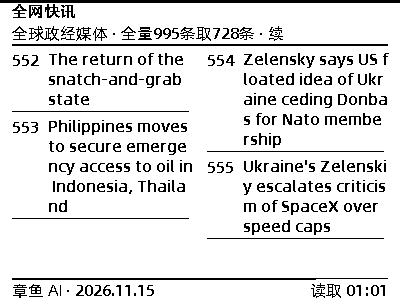 全网快讯
全球政经媒体 · 全量995条取728条 · 续
552 The return of the
snatch-and-grab
state
553 Philippines moves
to secure emerge
ncy access to oil in
Indonesia, Thaila
nd
554 Zelensky says US f
loated idea of Ukr
aine ceding Donba
s for Nato membe
rship
555 Ukraine's Zelenski
y escalates criticis
m of SpaceX over
speed caps
章鱼 AI · 2026.11.15
读取 01:01